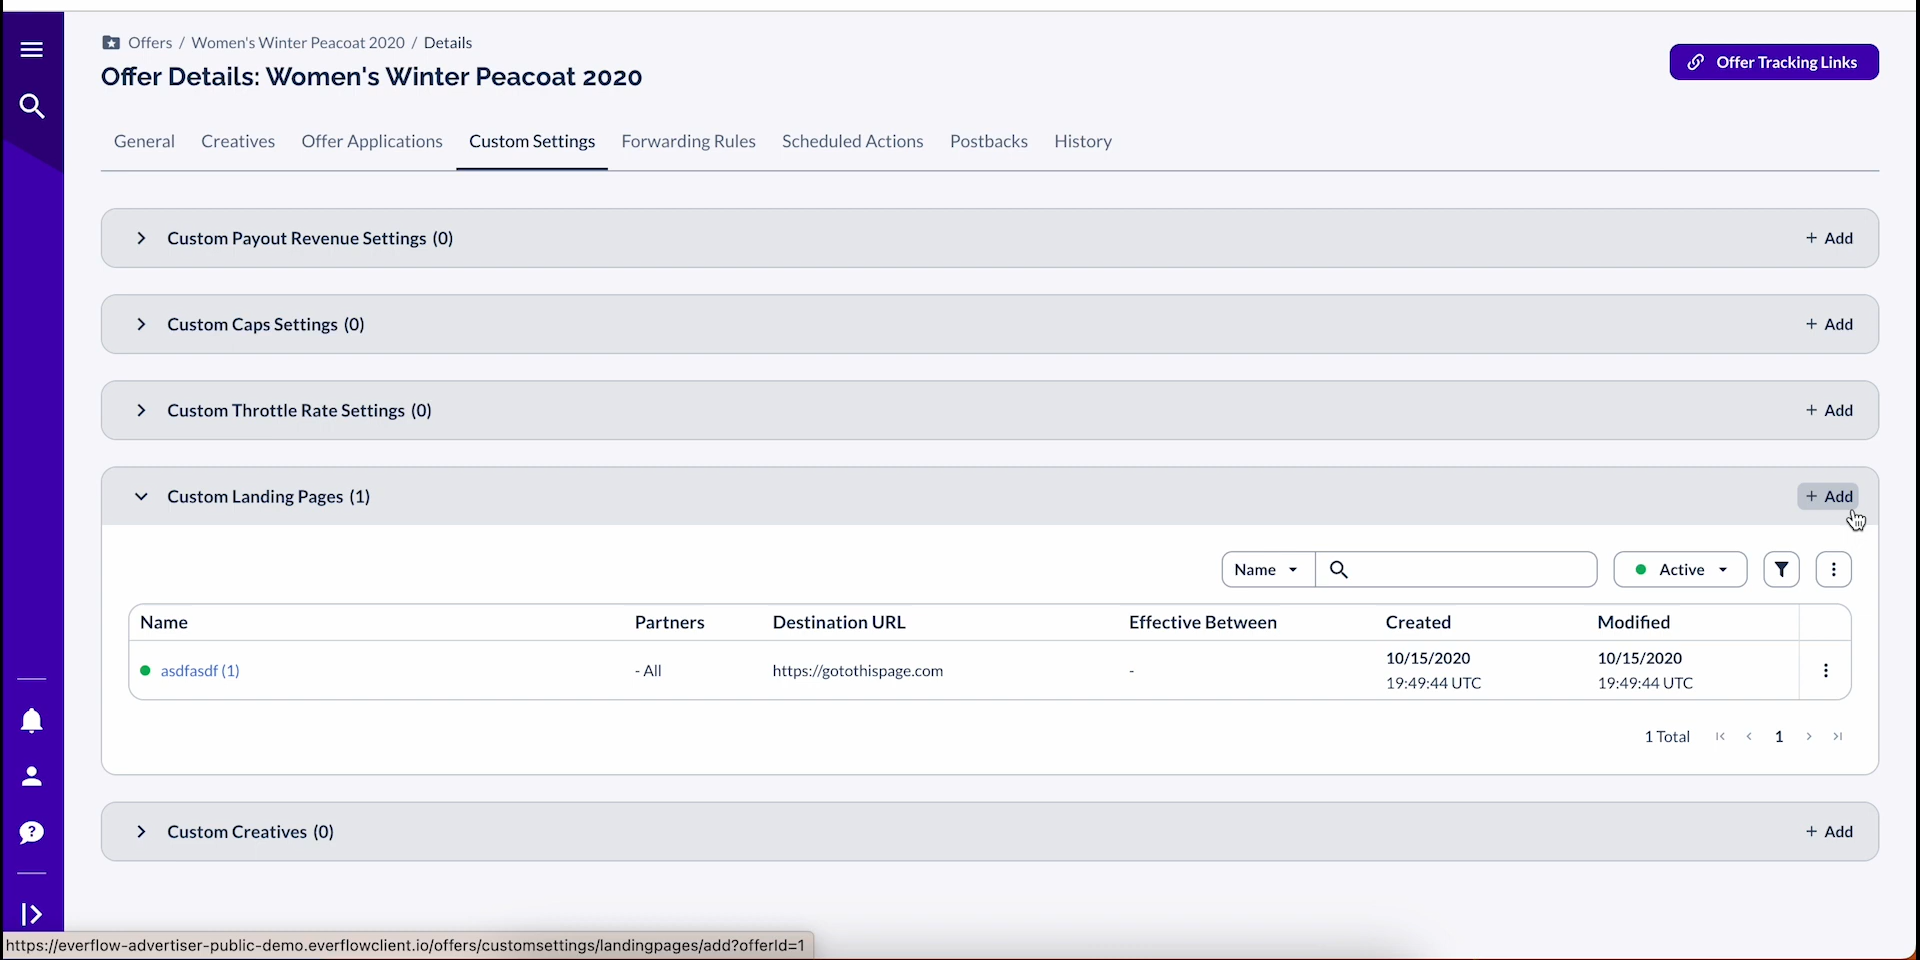 Offers / Women's Winter Peacoat 2020 / Details
Offer Details: Women's Winter Peacoat 2020
Offer Tracking Links
General Creatives Offer Applications Custom Settings Forwarding Rules Scheduled Actions Postbacks History
Custom Payout Revenue Settings (0) + Add
Custom Caps Settings (0) + Add
Custom Throttle Rate Settings (0) + Add
Custom Landing Pages (1) + Add
Name Active
Name Partners Destination URL Effective Between Created Modified
asdfasdf (1) - All https://gotothispage.com - 10/15/2020 10/15/2020
19:49:44 UTC 19:49:44 UTC
1 Total 1
Custom Creatives (0) + Add
https://everflow-advertiser-public-demo.everflowclient.io/offers/customsettings/landingpages/add?offerId=1